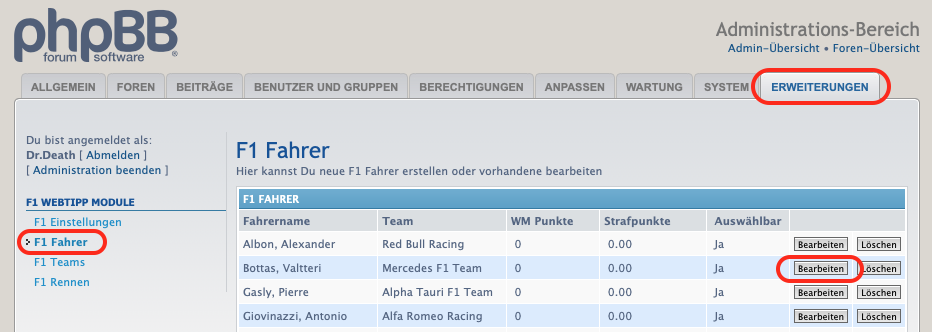 phpBB®
forum software
Administrations-Bereich
Admin-Übersicht • Foren-Übersicht
ALLGEMEIN FOREN BEITRÄGE BENUTZER UND GRUPPEN BERECHTIGUNGEN ANPASSEN WARTUNG SYSTEM ERWEITERUNGEN
Du bist angemeldet als:
Dr.Death [ Abmelden ]
[ Administration beenden ]
F1 WEBTIPP MODULE
F1 Einstellungen
F1 Fahrer
F1 Teams
F1 Rennen
F1 Fahrer
Hier kannst Du neue F1 Fahrer erstellen oder vorhandene bearbeiten
F1 FAHRER
Fahrername Team WM Punkte Strafpunkte Auswählbar
Albon, Alexander Red Bull Racing 0 0.00 Ja Bearbeiten Löschen
Bottas, Valtteri Mercedes F1 Team 0 0.00 Ja Bearbeiten Löschen
Gasly, Pierre Alpha Tauri F1 Team 0 0.00 Ja Bearbeiten Löschen
Giovinazzi, Antonio Alfa Romeo Racing 0 0.00 Ja Bearbeiten Löschen